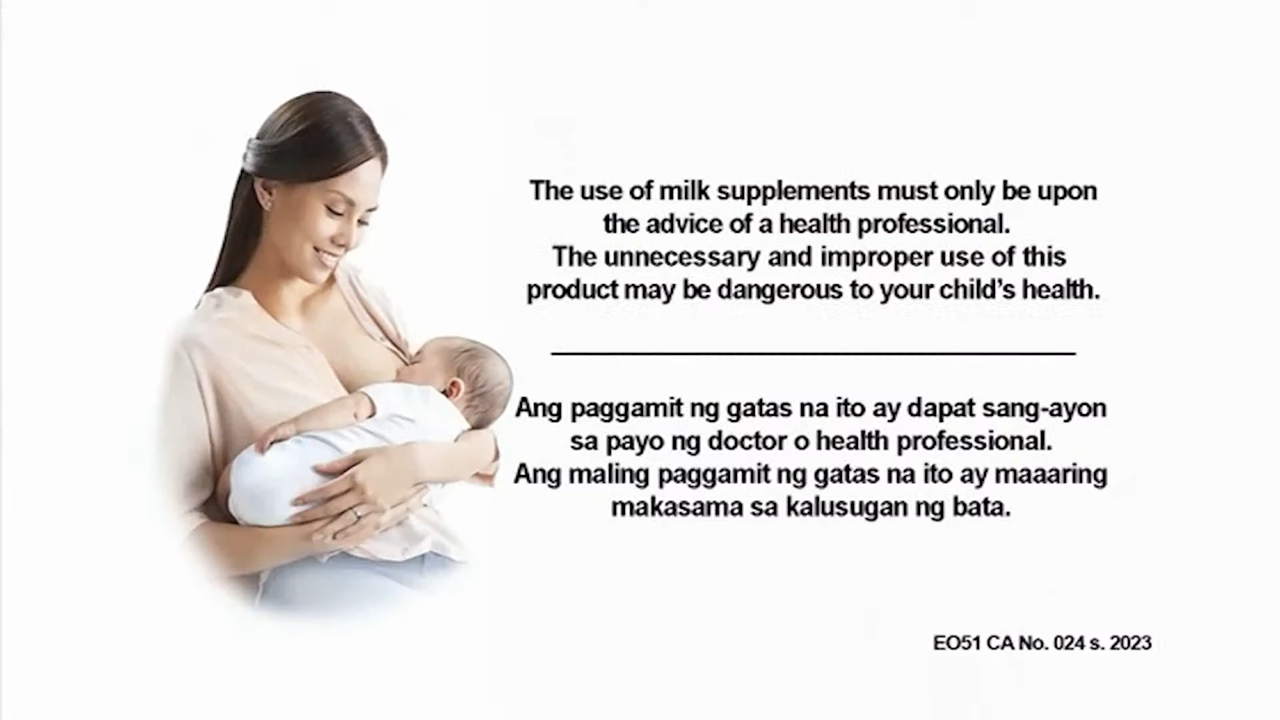 The use of milk supplements must only be upon
the advice of a health professional.
The unnecessary and improper use of this
product may be dangerous to your child’s health.
Ang paggamit ng gatas na ito ay dapat sang-ayon
sa payo ng doctor o health professional.
Ang maling paggamit ng gatas na ito ay maaaring
makasama sa kalusugan ng bata.
EO51 CA No. 024 s. 2023